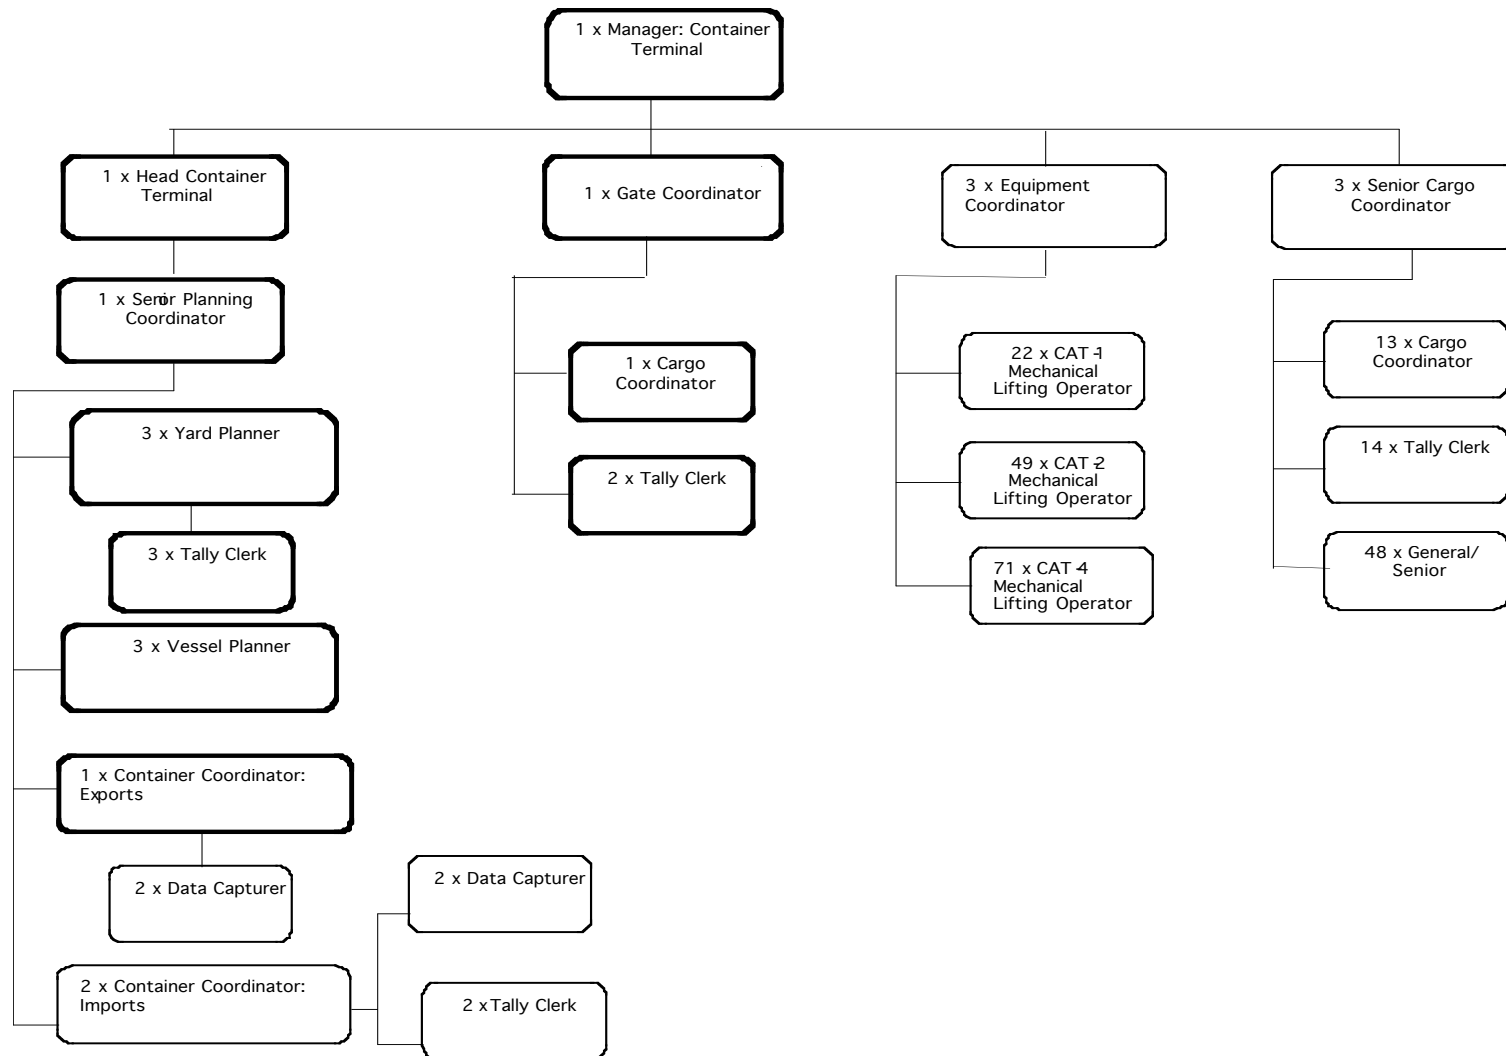 1 x Manager: Container
Terminal
1 x Head Container
Terminal
1 x Gate Coordinator
3 x Equipment
Coordinator
3 x Senior Cargo
Coordinator
1 x Senior Planning
Coordinator
3 x Yard Planner
3 x Tally Clerk
3 x Vessel Planner
1 x Container Coordinator:
Exports
2 x Data Capturer
2 x Container Coordinator:
Imports
2 x Data Capturer
2 x Tally Clerk
1 x Cargo
Coordinator
2 x Tally Clerk
22 x CAT-1
Mechanical
Lifting Operator
49 x CAT-2
Mechanical
Lifting Operator
71 x CAT-4
Mechanical
Lifting Operator
13 x Cargo
Coordinator
14 x Tally Clerk
48 x General/
Senior